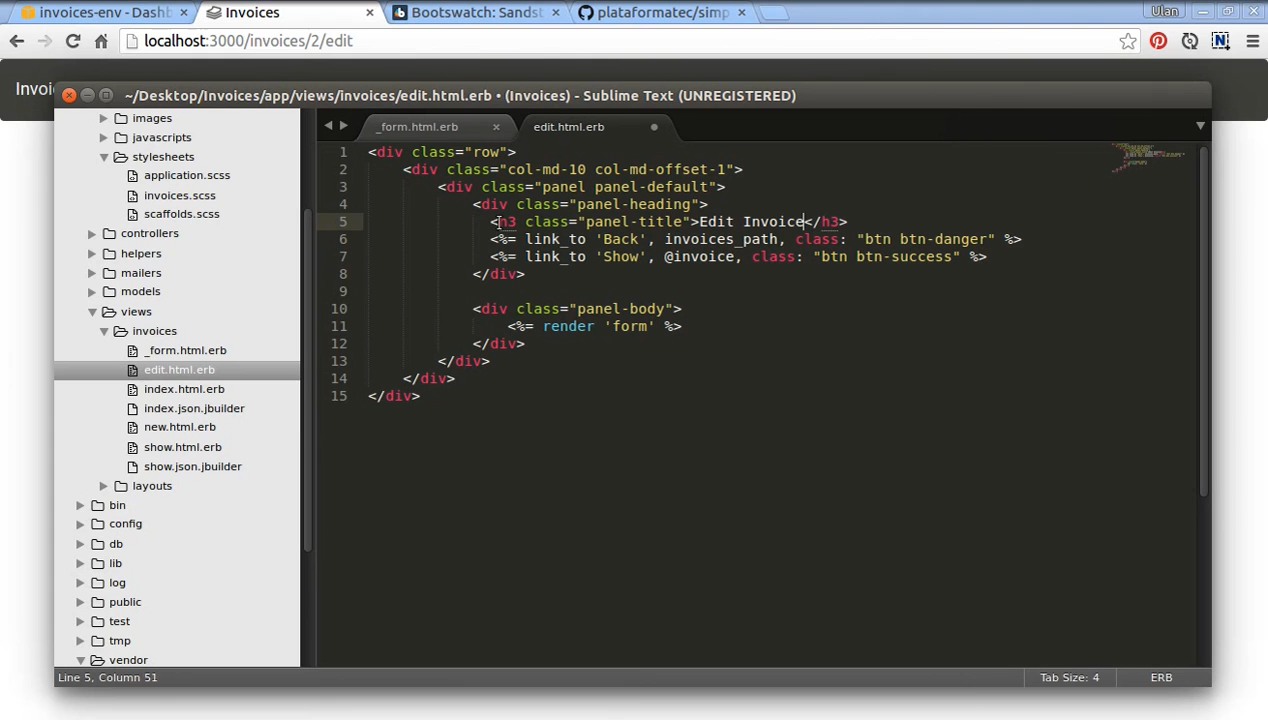 invoices-env - Dashb
Invoices
Bootswatch: Sandst
plataformatec/simp
Ulan
localhost:3000/invoices/2/edit
Invoi
~/Desktop/Invoices/app/views/invoices/edit.html.erb • (Invoices) - Sublime Text (UNREGISTERED)
_form.html.erb
edit.html.erb
images
javascripts
stylesheets
application.scss
invoices.scss
scaffolds.scss
controllers
helpers
mailers
models
views
invoices
_form.html.erb
edit.html.erb
index.html.erb
index.json.jbuilder
new.html.erb
show.html.erb
show.json.jbuilder
layouts
bin
config
db
lib
log
public
test
tmp
vendor
1 <div class="row">
2 <div class="col-md-10 col-md-offset-1">
3 <div class="panel panel-default">
4 <div class="panel-heading">
5 <h3 class="panel-title">Edit Invoice</h3>
6 <%= link_to 'Back', invoices_path, class: "btn btn-danger" %>
7 <%= link_to 'Show', @invoice, class: "btn btn-success" %>
8 </div>
9
10 <div class="panel-body">
11 <%= render 'form' %>
12 </div>
13 </div>
14 </div>
15 </div>
Line 5, Column 51
Tab Size: 4
ERB